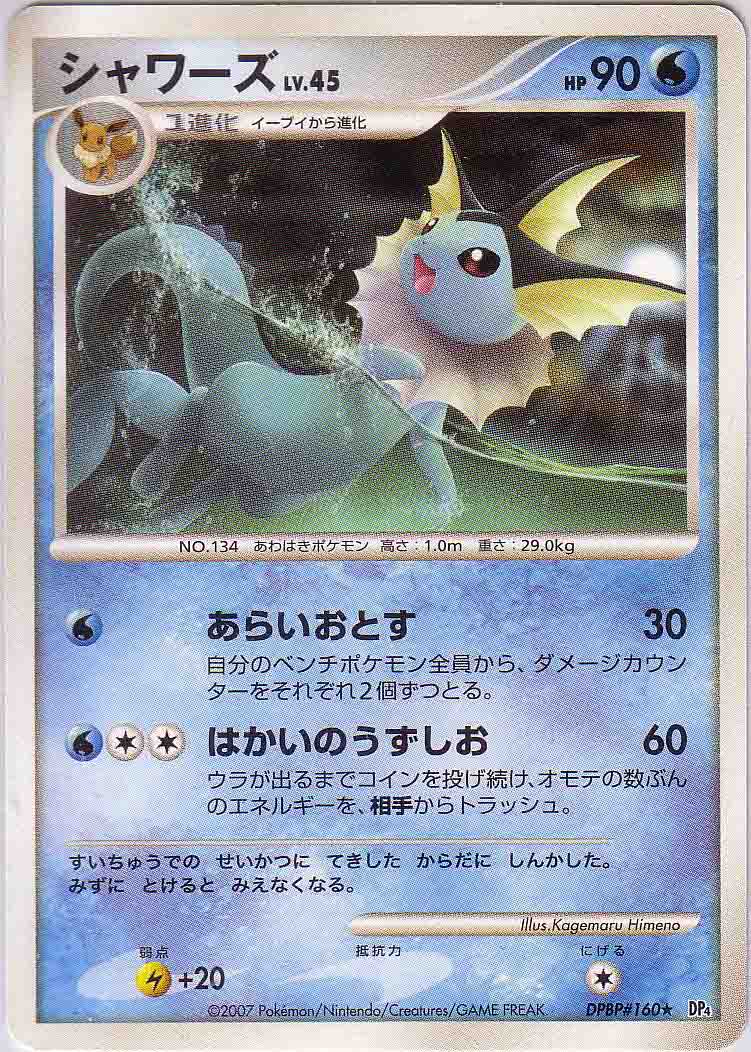 シャワーズ LV.45 HP 90
1進化 イーブイから進化
NO.134 あわはきポケモン 高さ:1.0m 重さ:29.0kg
あらいおとす 30
自分のベンチポケモン全員から、ダメージカウン
ターをそれぞれ2個ずつとる。
はかいのうずしお 60
ウラが出るまでコインを投げ続け、オモテの数ぶん
のエネルギーを、相手からトラッシュ。
すいちゅうでの せいかつに てきした からだに しんかした。
みずに とけると みえなくなる。
Illus.Kagemaru Himeno
弱点 抵抗力 にげる
+20
©2007 Pokémon/Nintendo/Creatures/GAME FREAK. DPBP#160★ DP4